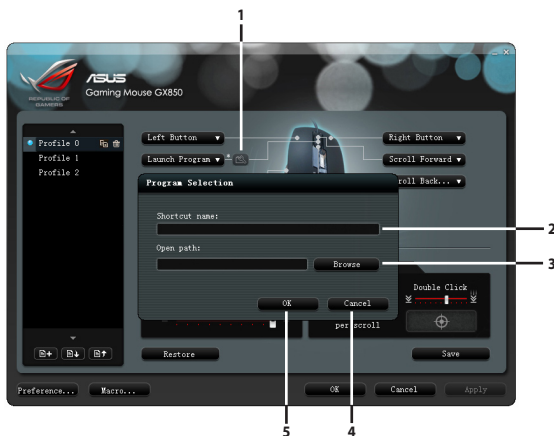 1
REPUBLIC OF
GAMERS
ASUS
Gaming Mouse GX850
Profile 0
Profile 1
Profile 2
Left Button
Launch Program
Right Button
Scroll Forward
roll Back...
Program Selection
Shortcut name:
2
Open path:
Browse
3
OK
Cancel
Double Click
per scroll
Restore
Save
Preference...
Macro...
OK
Cancel
Apply
5
4